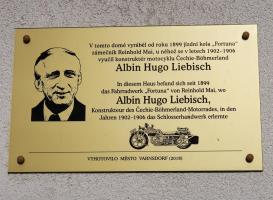 V tomto domě vyráběl od roku 1899 jízdní kola „Fortuna“
zámečník Reinhold Mai, u něhož se v letech 1902–1906
vyučil konstruktér motocyklu Čechie-Böhmerland
Albin Hugo Liebisch
In diesem Haus befand sich seit 1899
das Fahrradwerk „Fortuna“ von Reinhold Mai, wo
Albin Hugo Liebisch,
Konstrukteur des Čechie-Böhmerland-Motorrades, in den
Jahren 1902–1906 das Schlosserhandwerk erlernte
VYHOTOVILO MĚSTO VARNSDORF (2018)